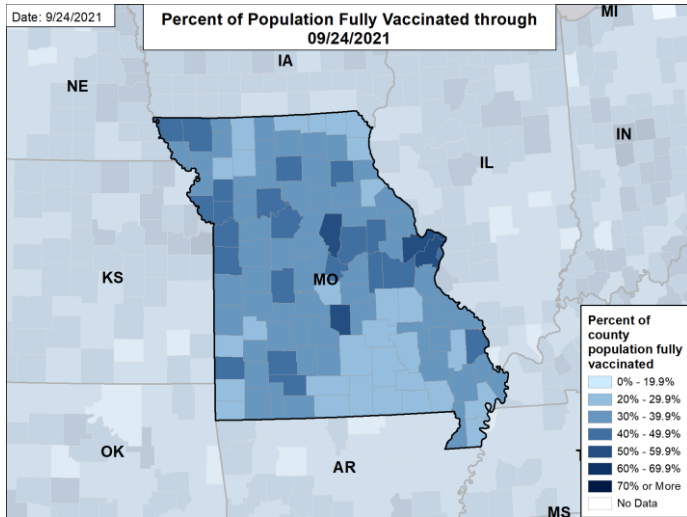 Date: 9/24/2021
Percent of Population Fully Vaccinated through
09/24/2021
MI
IA
NE
IN
IL
KS
MO
Percent of
county
population fully
vaccinated
0% - 19.9%
20% - 29.9%
30% - 39.9%
40% - 49.9%
50% - 59.9%
60% - 69.9%
70% or More
No Data
OK
AR
MS